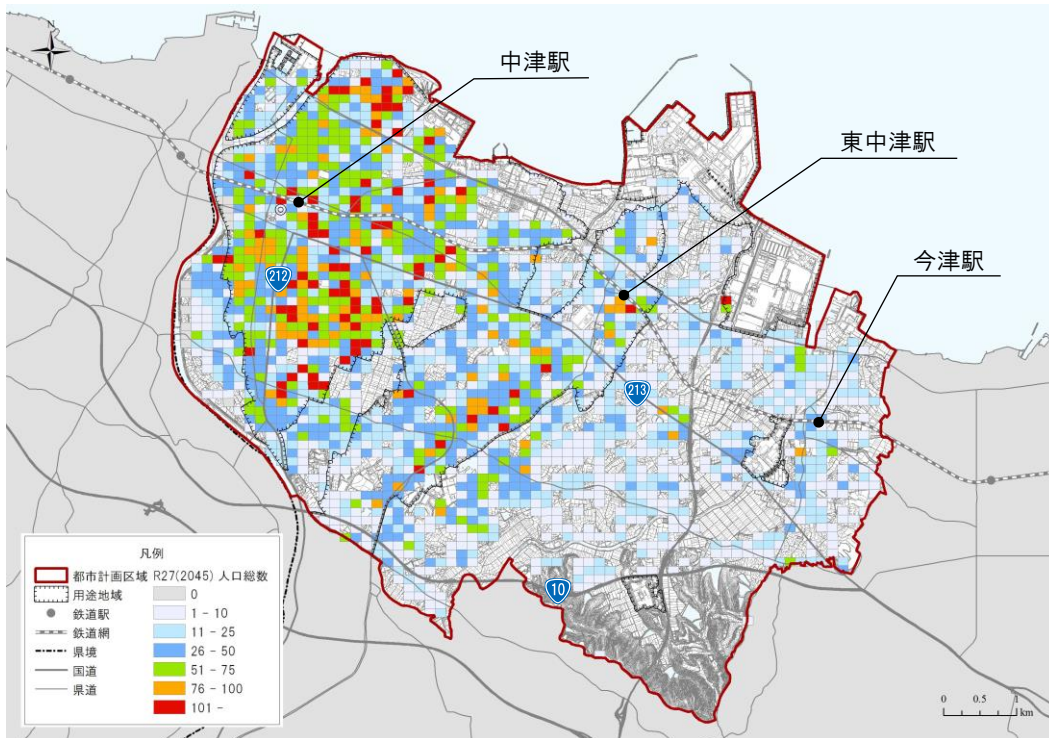 N
中津駅
東中津駅
今津駅
212
213
10
凡例
都市計画区域
用途地域
鉄道駅
鉄道網
県境
国道
県道
R27(2045) 人口総数
0
1 - 10
11 - 25
26 - 50
51 - 75
76 - 100
101 -
0 0.5 1
km